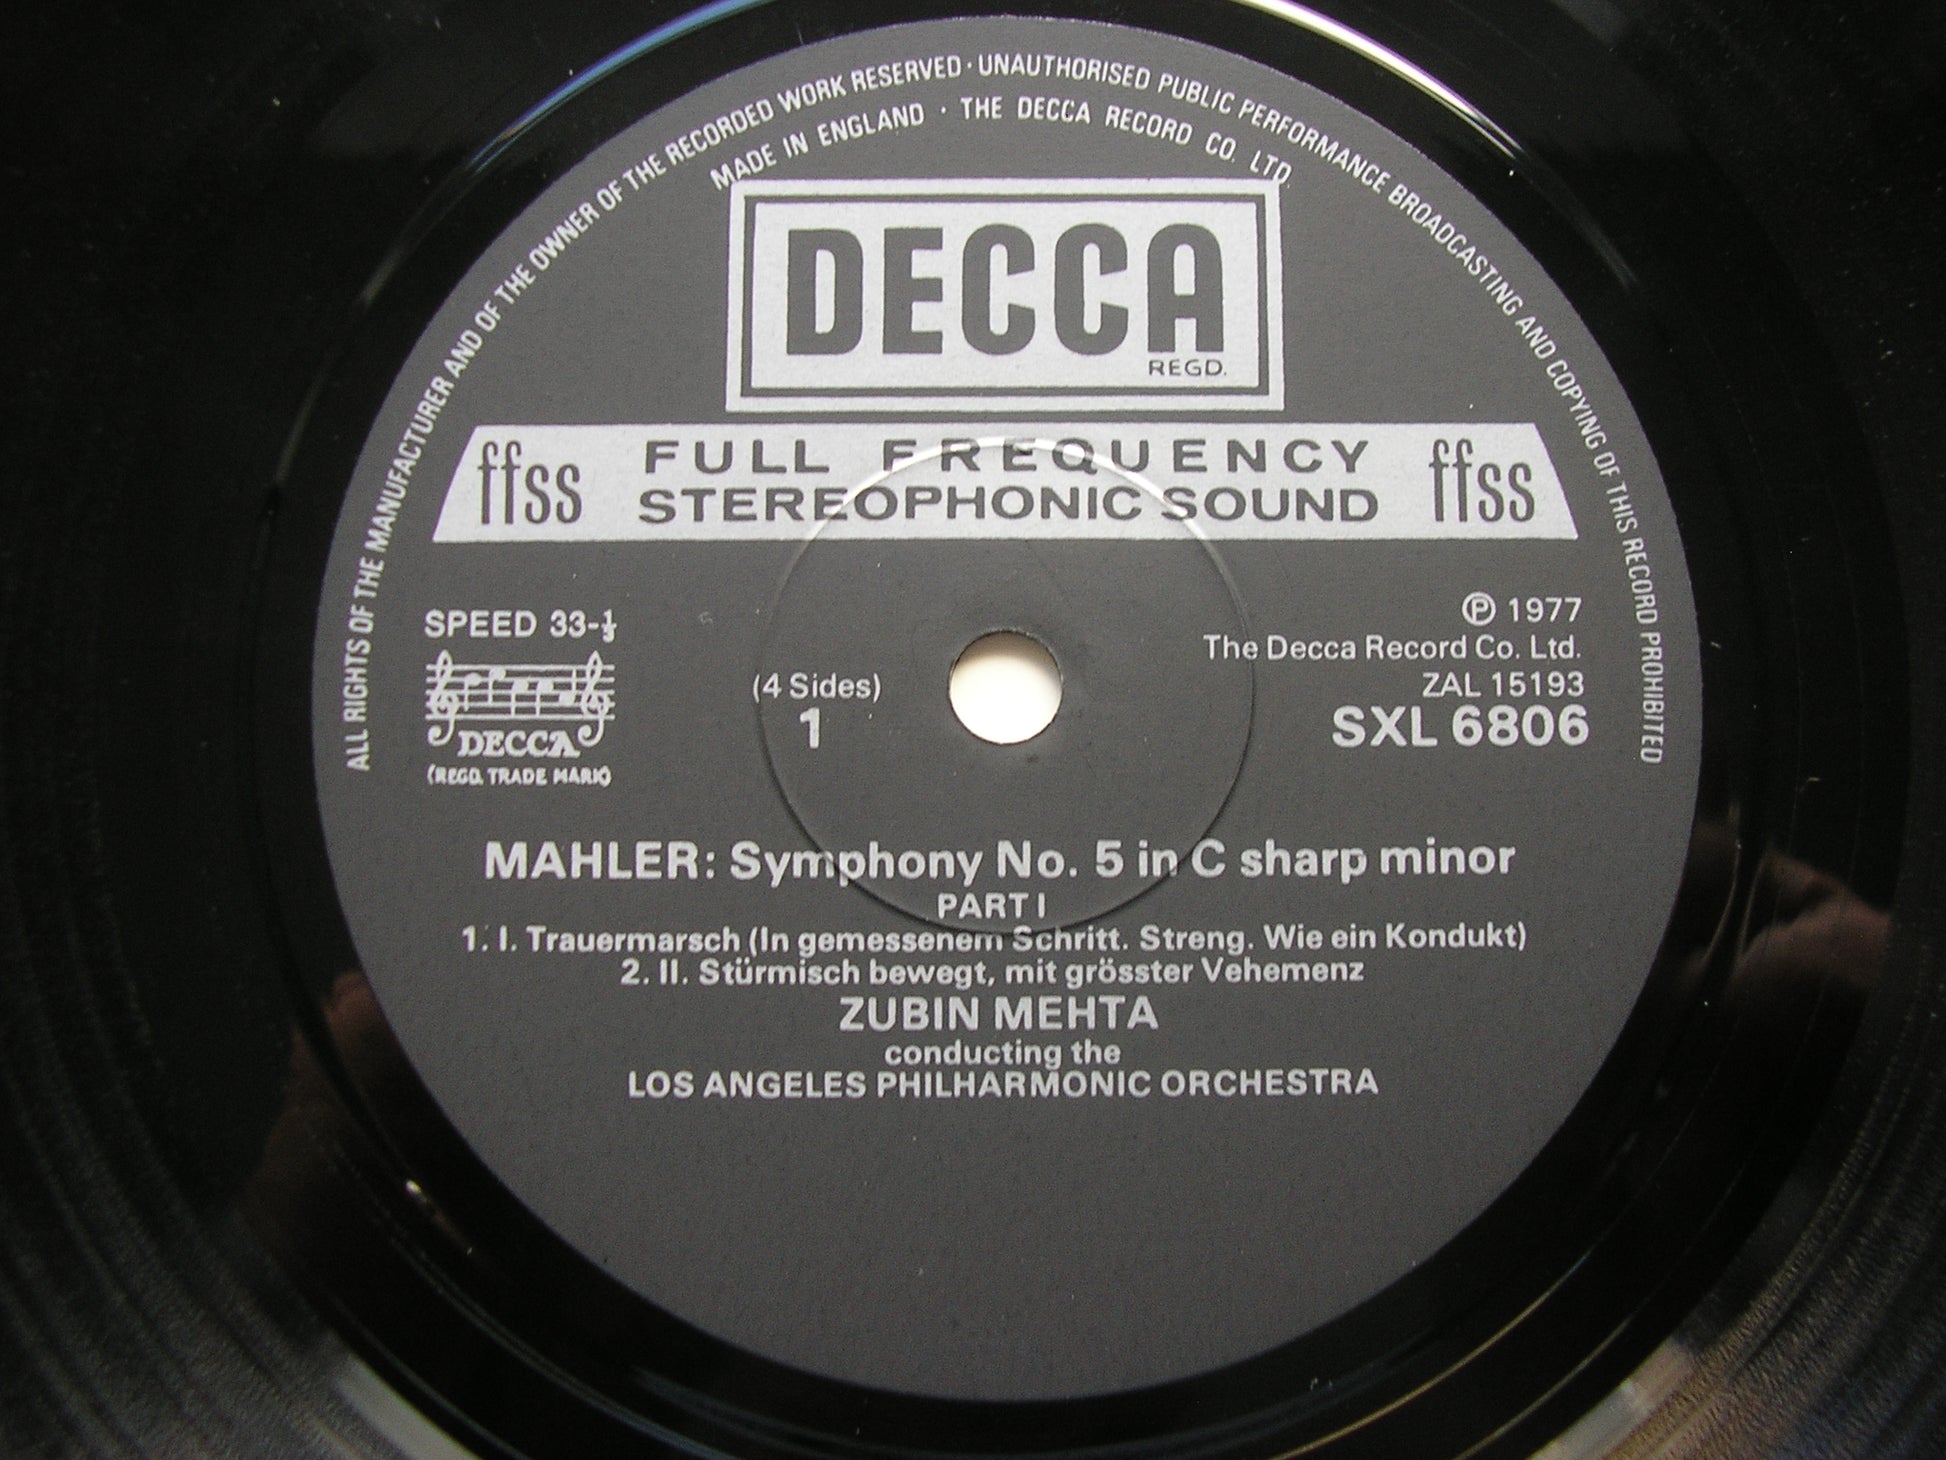 ALL RIGHTS OF THE MANUFACTURER AND OF THE OWNER OF THE RECORDED WORK RESERVED · UNAUTHORISED PUBLIC PERFORMANCE BROADCASTING AND COPYING OF THIS RECORD PROHIBITED
MADE IN ENGLAND · THE DECCA RECORD CO. LTD.
DECCA
REGD.
ffss FULL FREQUENCY ffss
STEREOPHONIC SOUND
SPEED 33-⅓
DECCA
(REGD. TRADE MARK)
(4 Sides)
1
℗ 1977
The Decca Record Co. Ltd.
ZAL 15193
SXL 6806
MAHLER: Symphony No. 5 in C sharp minor
PART I
1. I. Trauermarsch (In gemessenem Schritt. Streng. Wie ein Kondukt)
2. II. Stürmisch bewegt, mit grösster Vehemenz
ZUBIN MEHTA
conducting the
LOS ANGELES PHILHARMONIC ORCHESTRA